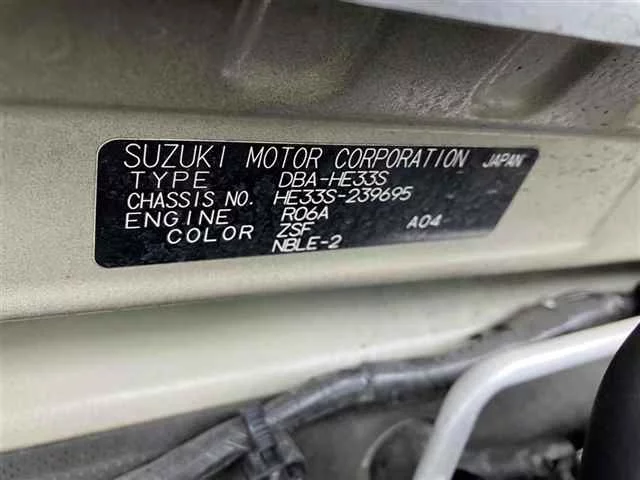 SUZUKI MOTOR CORPORATION JAPAN
TYPE DBA-HE33S
CHASSIS NO. HE33S-239695
ENGINE R06A
COLOR ZSF A04
NBLE-2